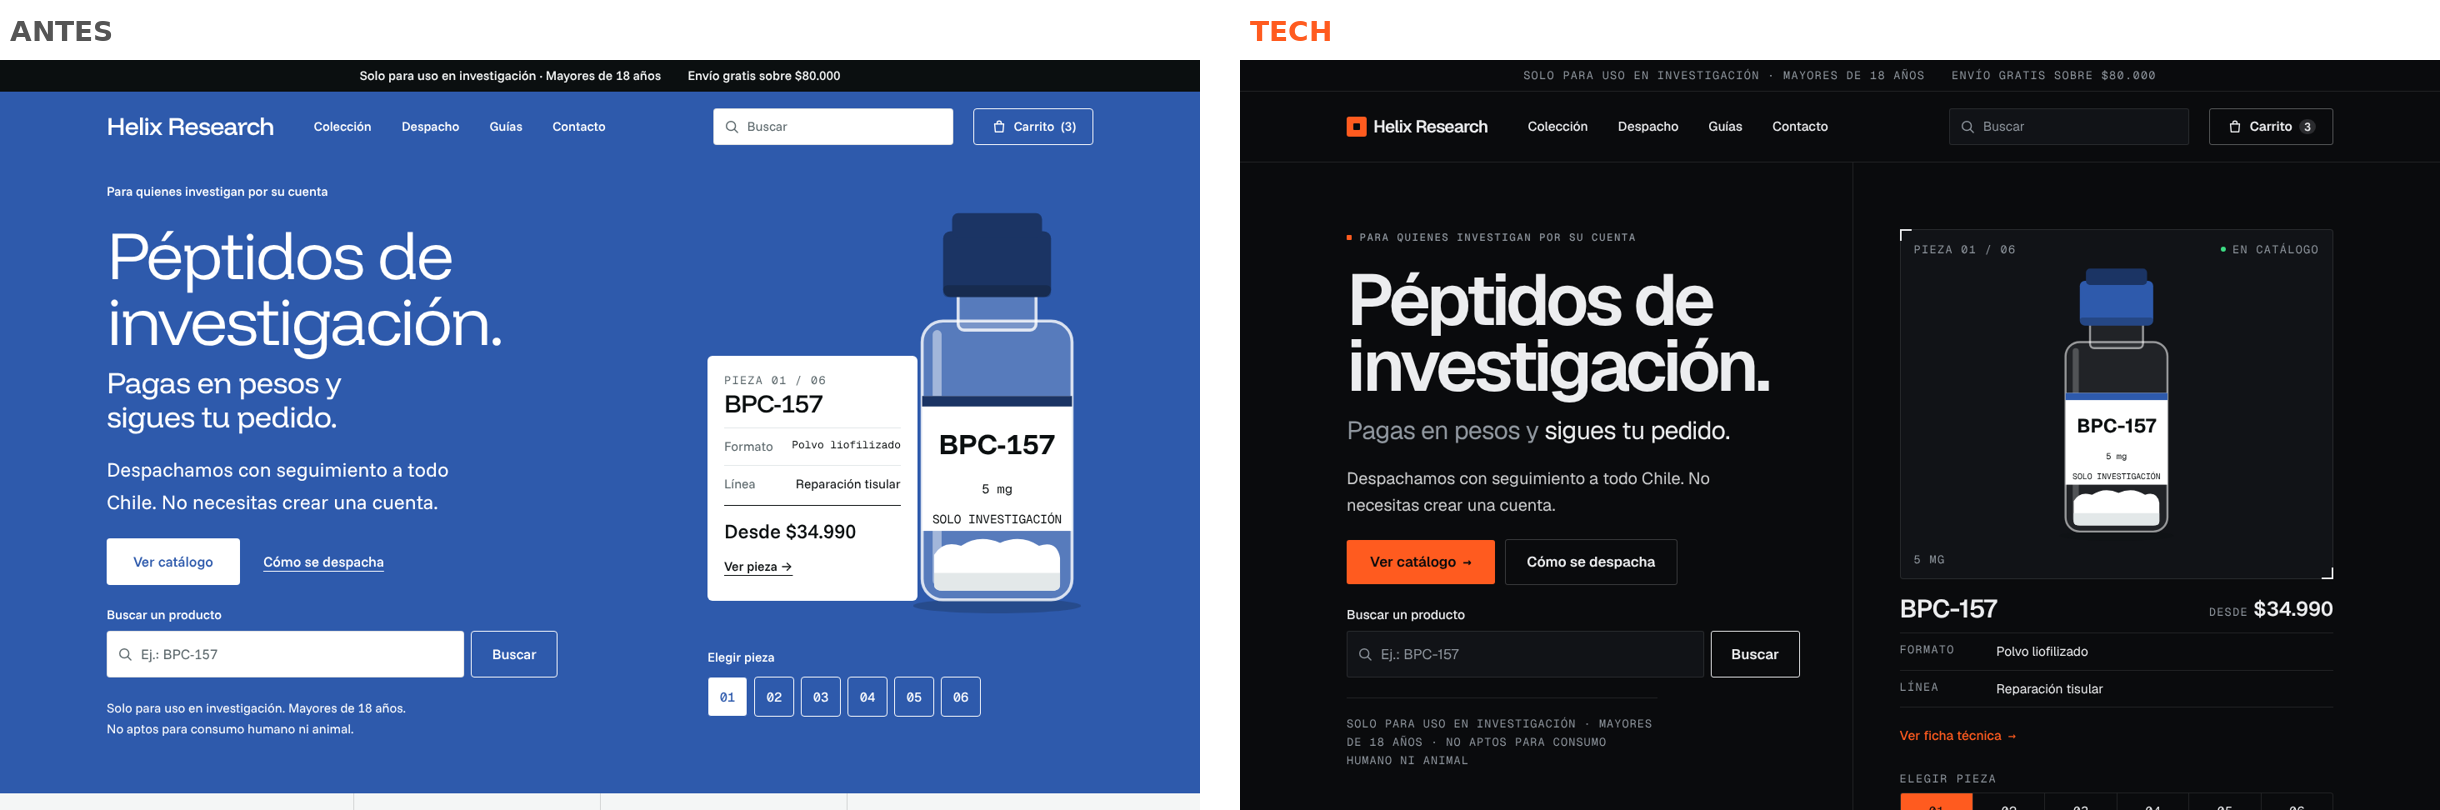 ANTES
Solo para uso en investigación · Mayores de 18 años Envío gratis sobre $80.000
Helix Research Colección Despacho Guías Contacto Buscar Carrito (3)
Para quienes investigan por su cuenta
Péptidos de
investigación.
Pagas en pesos y
sigues tu pedido.
Despachamos con seguimiento a todo
Chile. No necesitas crear una cuenta.
Ver catálogo Cómo se despacha
Buscar un producto
Ej.: BPC-157 Buscar
Solo para uso en investigación. Mayores de 18 años.
No aptos para consumo humano ni animal.
PIEZA 01 / 06
BPC-157
Formato Polvo liofilizado
Línea Reparación tisular
Desde $34.990
Ver pieza →
BPC-157
5 mg
SOLO INVESTIGACIÓN
Elegir pieza
01 02 03 04 05 06
TECH
SOLO PARA USO EN INVESTIGACIÓN · MAYORES DE 18 AÑOS ENVÍO GRATIS SOBRE $80.000
Helix Research Colección Despacho Guías Contacto Buscar Carrito 3
PARA QUIENES INVESTIGAN POR SU CUENTA
Péptidos de
investigación.
Pagas en pesos y sigues tu pedido.
Despachamos con seguimiento a todo Chile. No
necesitas crear una cuenta.
Ver catálogo → Cómo se despacha
Buscar un producto
Ej.: BPC-157 Buscar
SOLO PARA USO EN INVESTIGACIÓN · MAYORES
DE 18 AÑOS · NO APTOS PARA CONSUMO
HUMANO NI ANIMAL
PIEZA 01 / 06 EN CATÁLOGO
BPC-157
5 mg
SOLO INVESTIGACIÓN
5 MG
BPC-157 DESDE $34.990
FORMATO Polvo liofilizado
LÍNEA Reparación tisular
Ver ficha técnica →
ELEGIR PIEZA
01 02 03 04 05 06